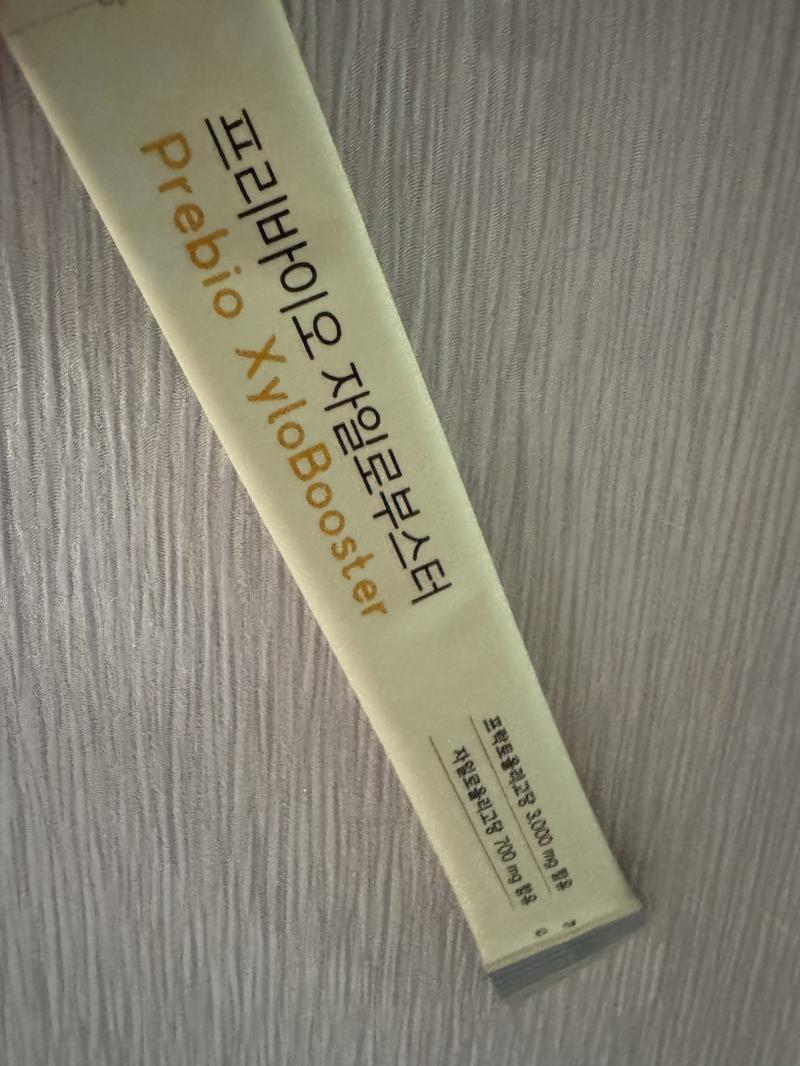 프리바이오 자일로부스터
Prebio XyloBooster
프락토올리고당 3,000 mg 함유
자일로올리고당 700 mg 함유